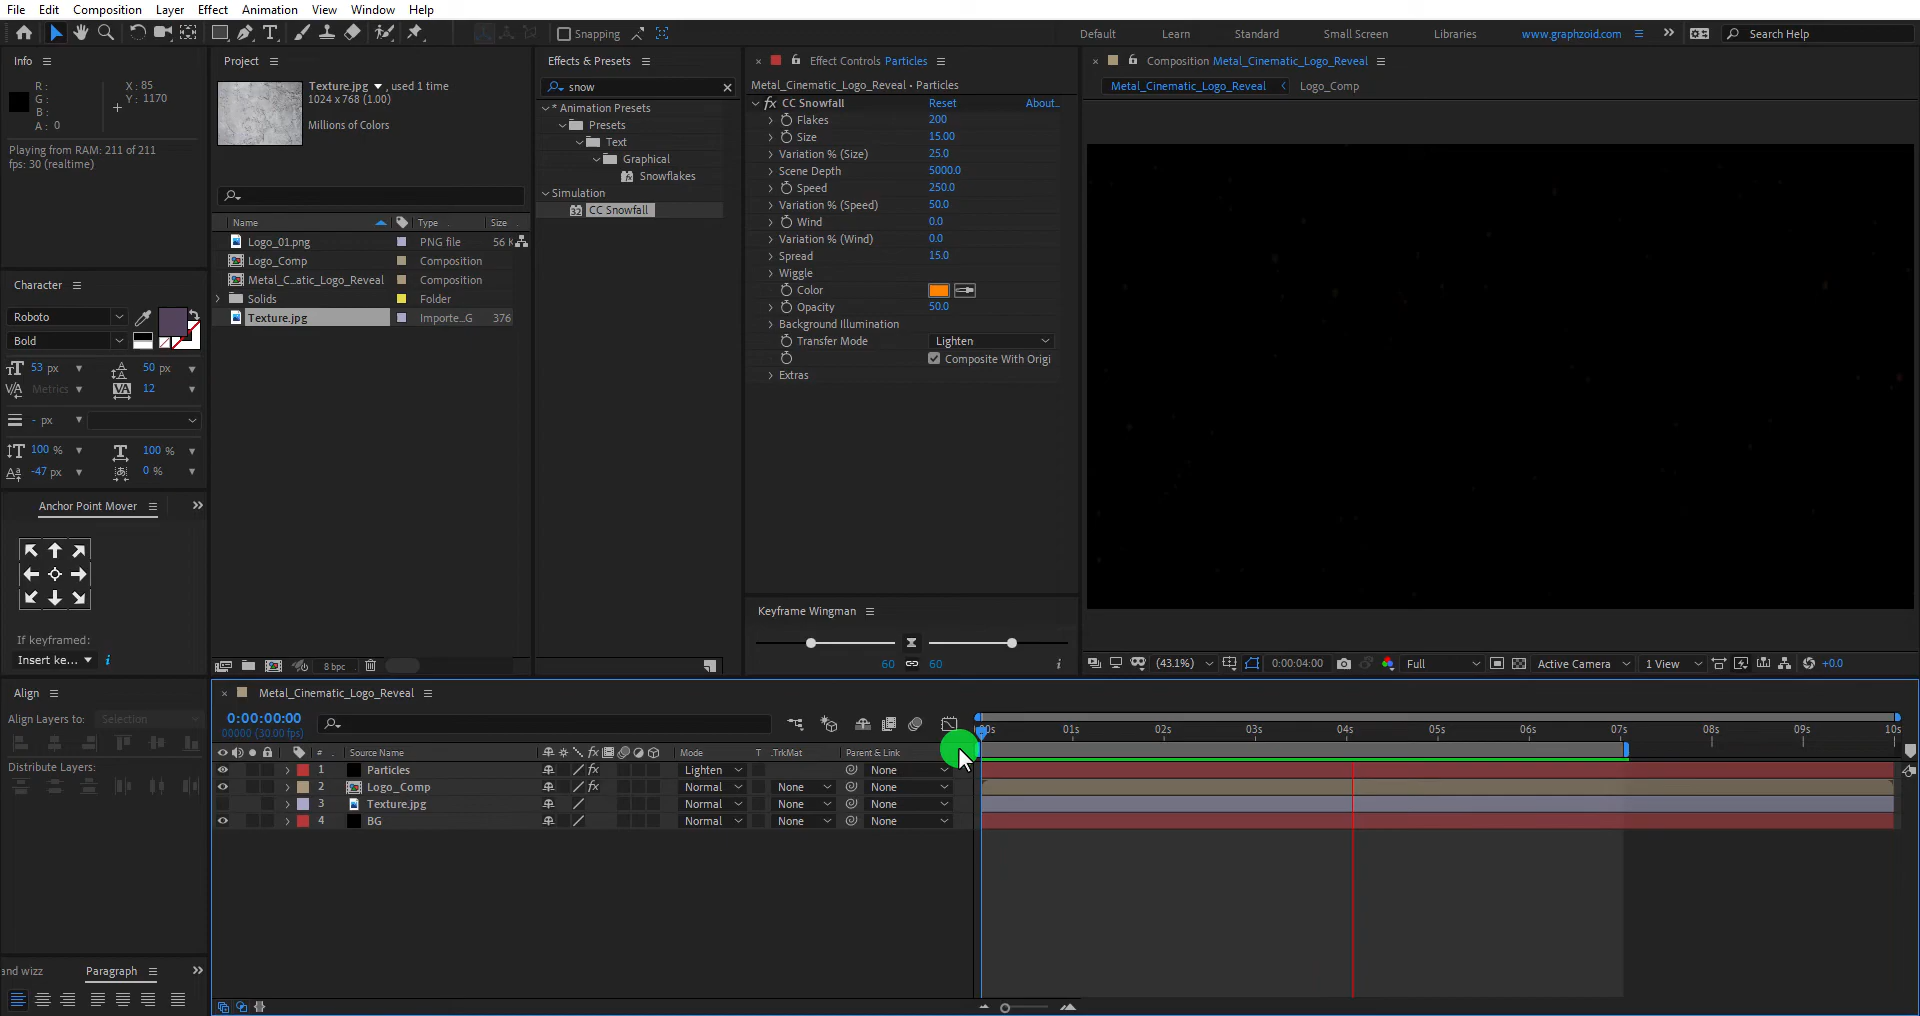 File Edit Composition Layer Effect Animation View Window Help
Snapping Default Learn Standard Small Screen Libraries www.graphzoid.com Search Help
Info
R: X: 85
G: Y: 1170
B:
A: 0
Playing from RAM: 211 of 211
fps: 30 (realtime)
Character
Roboto
Bold
53 px 50 px
Metrics 12
- px
100 % 100 %
-47 px 0 %
Anchor Point Mover
If keyframed:
Insert ke...
Align
Align Layers to: Selection
Distribute Layers:
and wizz Paragraph
Project
Texture.jpg , used 1 time
1024 x 768 (1.00)
Millions of Colors
Name Type Size
Logo_01.png PNG file 56 K
Logo_Comp Composition
Metal_C...atic_Logo_Reveal Composition
Solids Folder
Texture.jpg Importe...G 376
8 bpc
Effects & Presets
snow
* Animation Presets
Presets
Text
Graphical
Snowflakes
Simulation
CC Snowfall
Effect Controls Particles
Metal_Cinematic_Logo_Reveal • Particles
fx CC Snowfall Reset About...
Flakes 200
Size 15.00
Variation % (Size) 25.0
Scene Depth 5000.0
Speed 250.0
Variation % (Speed) 50.0
Wind 0.0
Variation % (Wind) 0.0
Spread 15.0
Wiggle
Color
Opacity 50.0
Background Illumination
Transfer Mode Lighten
Composite With Origi
Extras
Keyframe Wingman
60 60
Composition Metal_Cinematic_Logo_Reveal
Metal_Cinematic_Logo_Reveal Logo_Comp
(43.1%) 0:00:04:00 Full Active Camera 1 View +0.0
Metal_Cinematic_Logo_Reveal
0:00:00:00
00000 (30.00 fps)
00s 01s 02s 03s 04s 05s 06s 07s 08s 09s 10s
# Source Name fx Mode T .TrkMat Parent & Link
1 Particles fx Lighten None
2 Logo_Comp fx Normal None None
3 Texture.jpg Normal None None
4 BG Normal None None